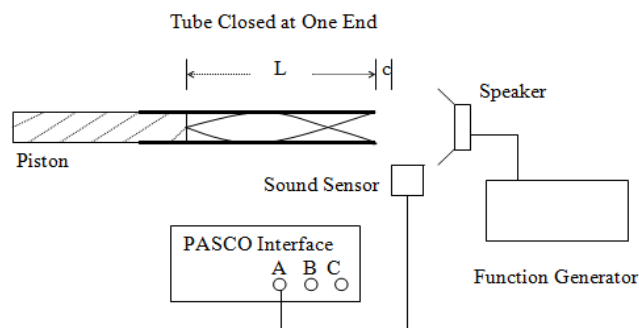 Tube Closed at One End
L
c
Speaker
Piston
Sound Sensor
PASCO Interface
A B C
Function Generator